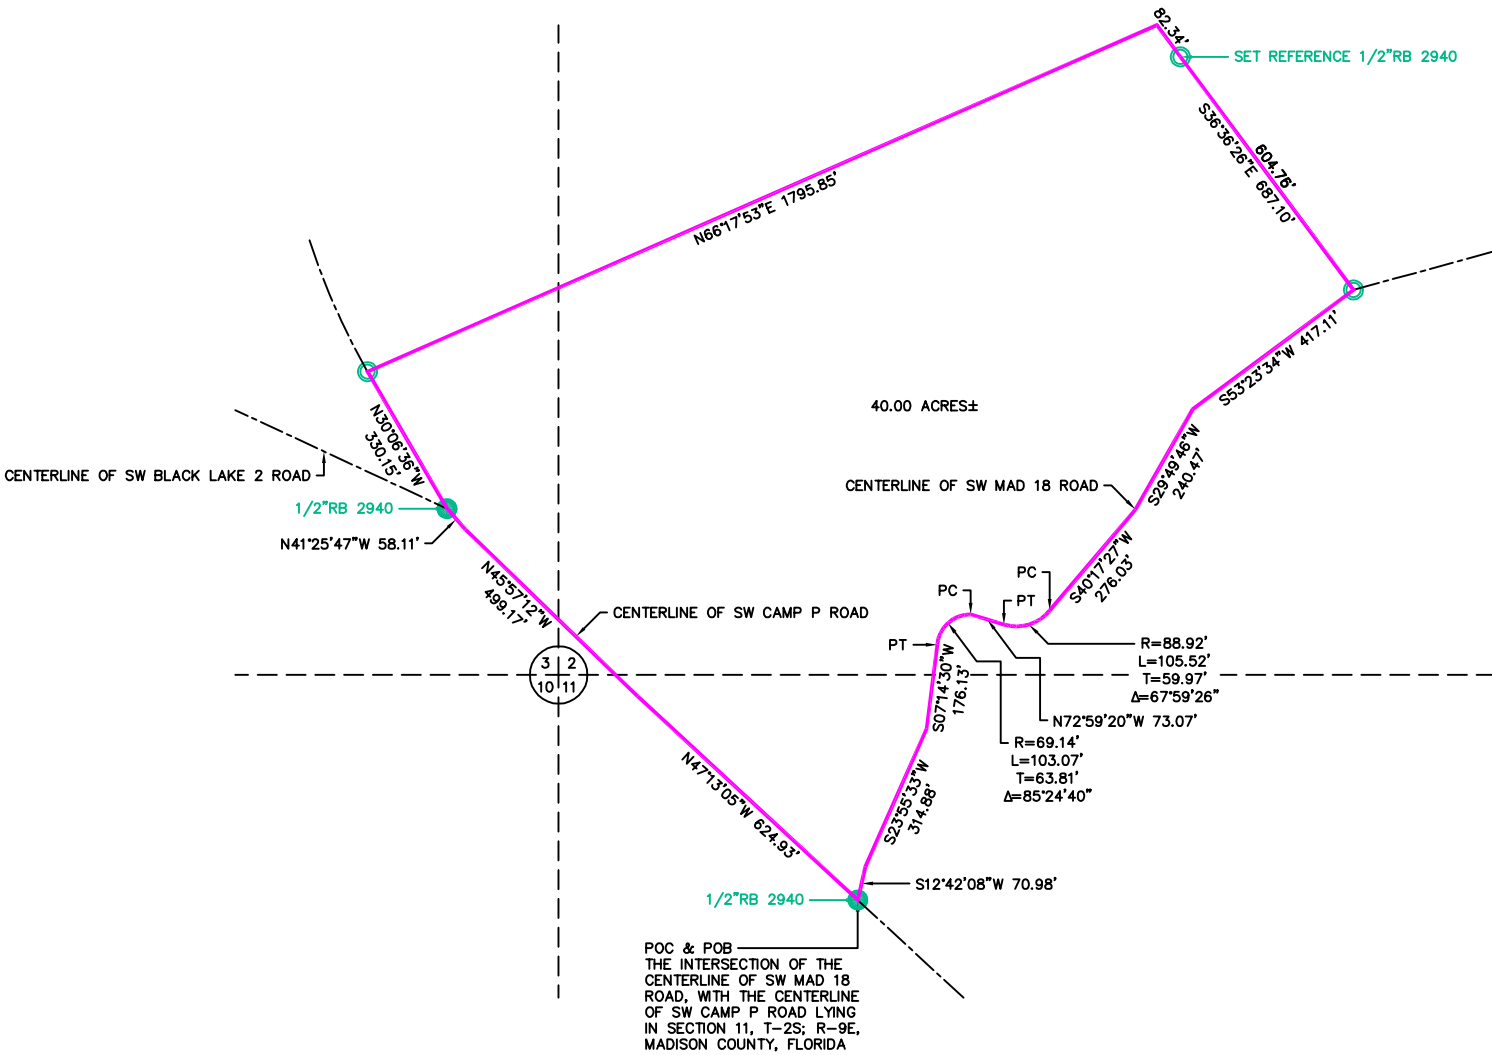 82.34'
SET REFERENCE 1/2"RB 2940
S36°36'26"E 687.10'
604.76'
N66°17'53"E 1795.85'
S53°23'34"W 417.11'
40.00 ACRES±
N30°06'36"W
330.15'
CENTERLINE OF SW BLACK LAKE 2 ROAD
S29°49'46"W
240.47'
CENTERLINE OF SW MAD 18 ROAD
1/2"RB 2940
N41°25'47"W 58.11'
S40°17'27"W
276.03'
N45°57'12"W
499.17'
PC
PC
PT
CENTERLINE OF SW CAMP P ROAD
PT
R=88.92'
L=105.52'
T=59.97'
Δ=67°59'26"
3 2
10 11
S07°14'30"W
176.13'
N72°59'20"W 73.07'
R=69.14'
L=103.07'
T=63.81'
Δ=85°24'40"
N47°13'05"W 624.93'
S23°55'33"W
314.88'
S12°42'08"W 70.98'
1/2"RB 2940
POC & POB
THE INTERSECTION OF THE
CENTERLINE OF SW MAD 18
ROAD, WITH THE CENTERLINE
OF SW CAMP P ROAD LYING
IN SECTION 11, T-2S; R-9E,
MADISON COUNTY, FLORIDA